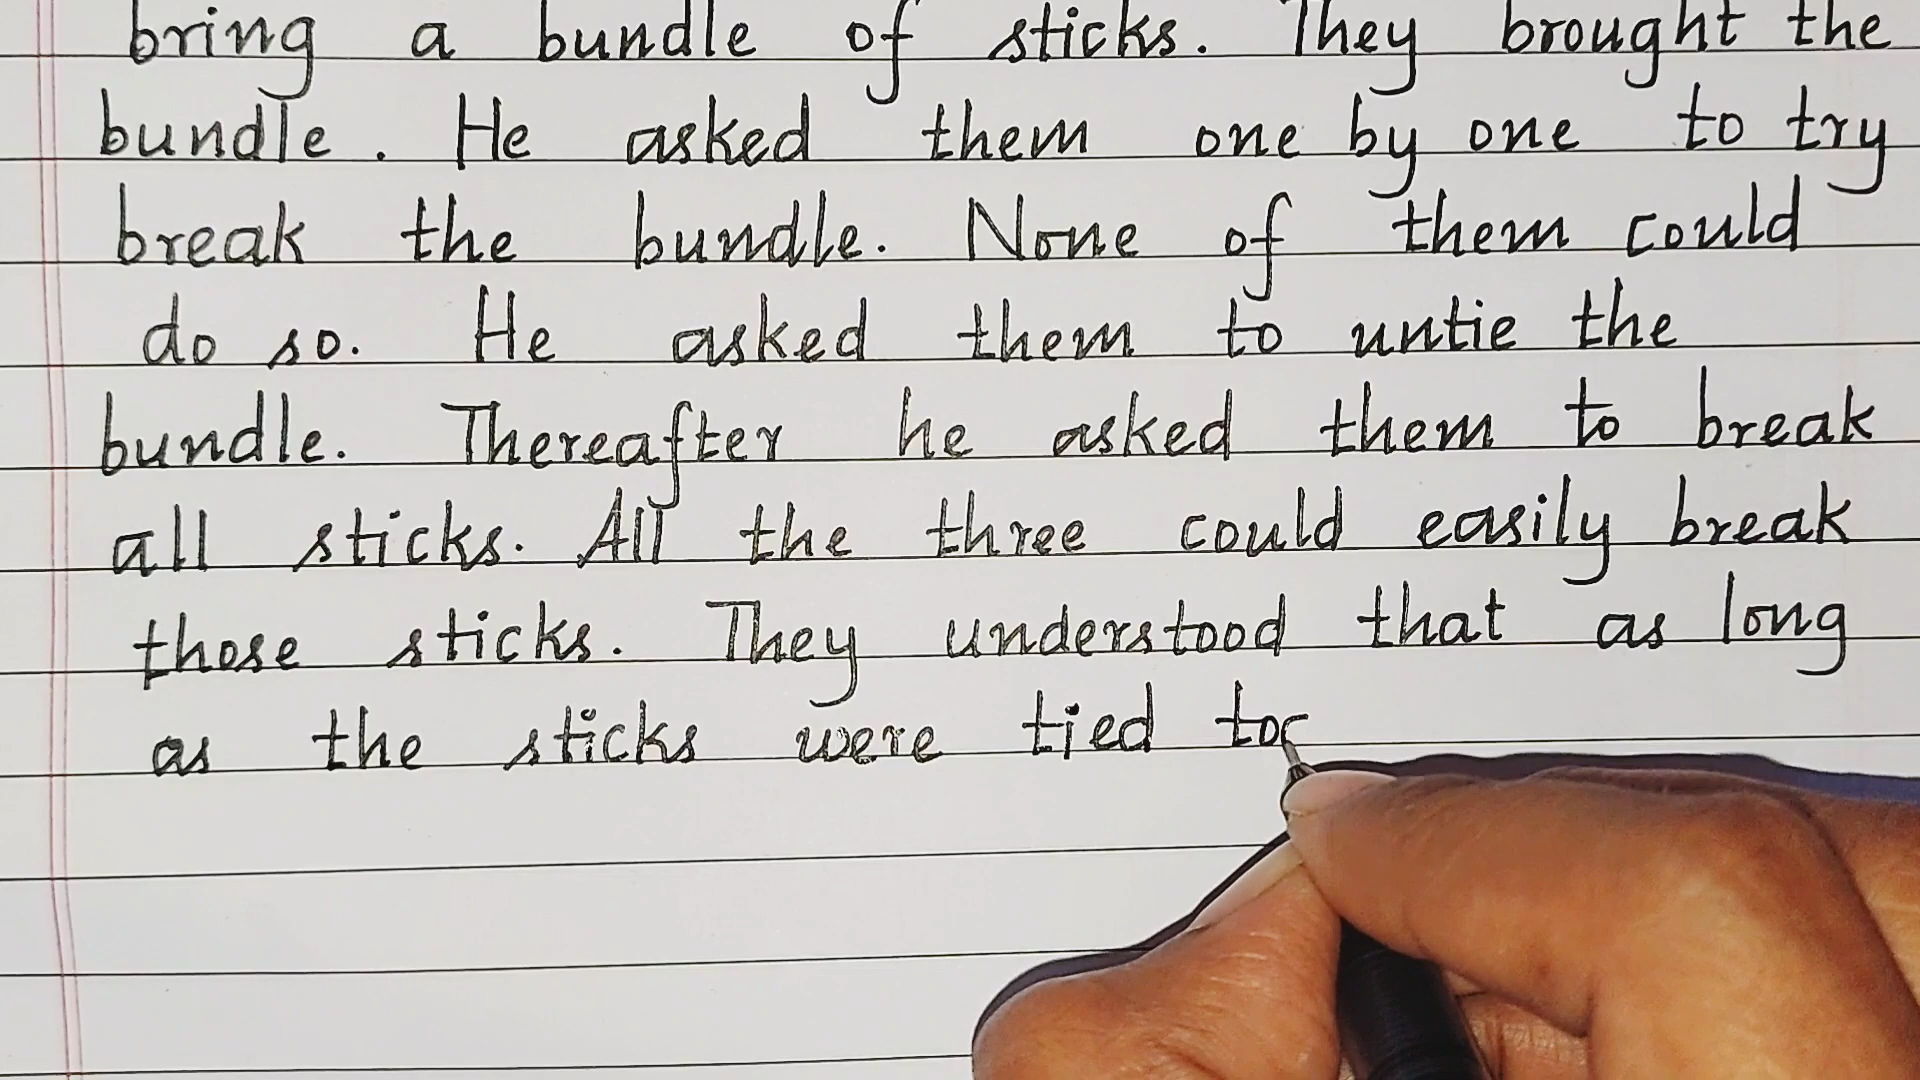 bring a bundle of sticks. They brought the
bundle. He asked them one by one to try
break the bundle. None of them could
do so. He asked them to untie the
bundle. Thereafter he asked them to break
all sticks. All the three could easily break
those sticks. They understood that as long
as the sticks were tied